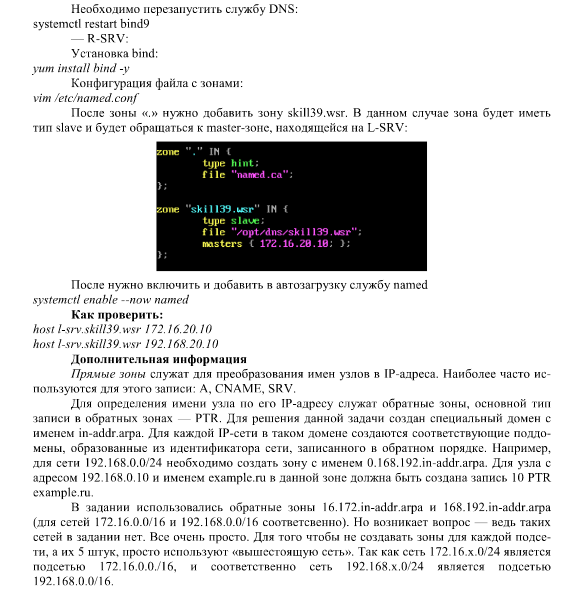 Необходимо перезапустить службу DNS:
systemctl restart bind9
— R-SRV:
Установка bind:
yum install bind -y
Конфигурация файла с зонами:
vim /etc/named.conf
После зоны «.» нужно добавить зону skill39.wsr. В данном случае зона будет иметь
тип slave и будет обращаться к master-зоне, находящейся на L-SRV:
zone "." IN {
type hint;
file "named.ca";
};
zone "skill39.wsr" IN {
type slave;
file "/opt/dns/skill39.wsr";
masters { 172.16.20.10; };
};
После нужно включить и добавить в автозагрузку службу named
systemctl enable --now named
Как проверить:
host l-srv.skill39.wsr 172.16.20.10
host l-srv.skill39.wsr 192.168.20.10
Дополнительная информация
Прямые зоны служат для преобразования имен узлов в IP-адреса. Наиболее часто ис-
пользуются для этого записи: A, CNAME, SRV.
Для определения имени узла по его IP-адресу служат обратные зоны, основной тип
записи в обратных зонах — PTR. Для решения данной задачи создан специальный домен с
именем in-addr.arpa. Для каждой IP-сети в таком домене создаются соответствующие поддо-
мены, образованные из идентификатора сети, записанного в обратном порядке. Например,
для сети 192.168.0.0/24 необходимо создать зону с именем 0.168.192.in-addr.arpa. Для узла с
адресом 192.168.0.10 и именем example.ru в данной зоне должна быть создана запись 10 PTR
example.ru.
В задании использовались обратные зоны 16.172.in-addr.arpa и 168.192.in-addr.arpa
(для сетей 172.16.0.0/16 и 192.168.0.0/16 соответсвенно). Но возникает вопрос — ведь таких
сетей в задании нет. Все очень просто. Для того чтобы не создавать зоны для каждой подсе-
ти, а их 5 штук, просто используют «вышестоящую сеть». Так как сеть 172.16.x.0/24 является
подсетью 172.16.0.0./16, и соответственно сеть 192.168.x.0/24 является подсетью
192.168.0.0/16.